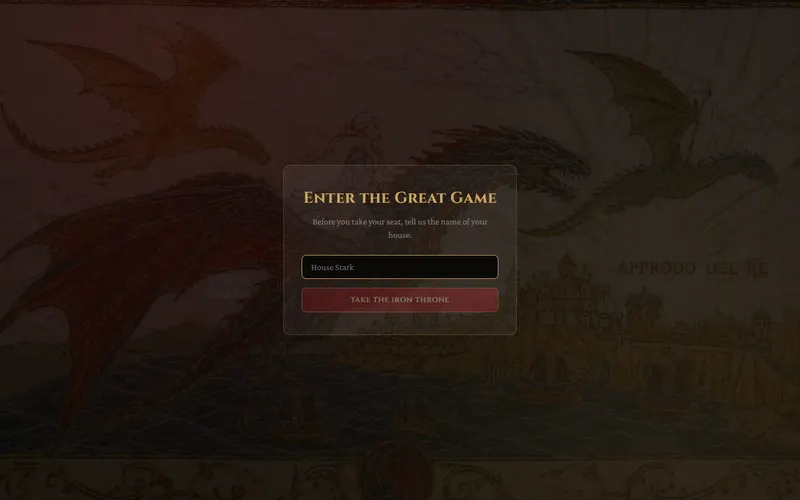 Enter the Great Game
Before you take your seat, tell us the name of your
house.
House Stark
TAKE THE IRON THRONE
APPRODO DEL RE